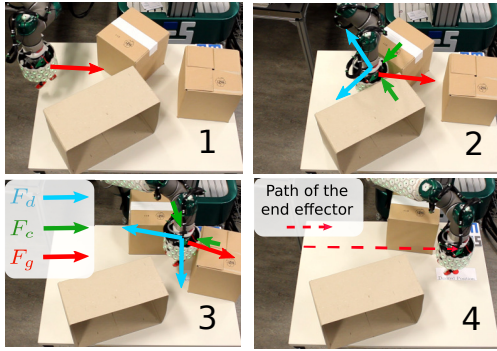 1
2
F_d
F_c
F_g
3
Path of the
end effector
4